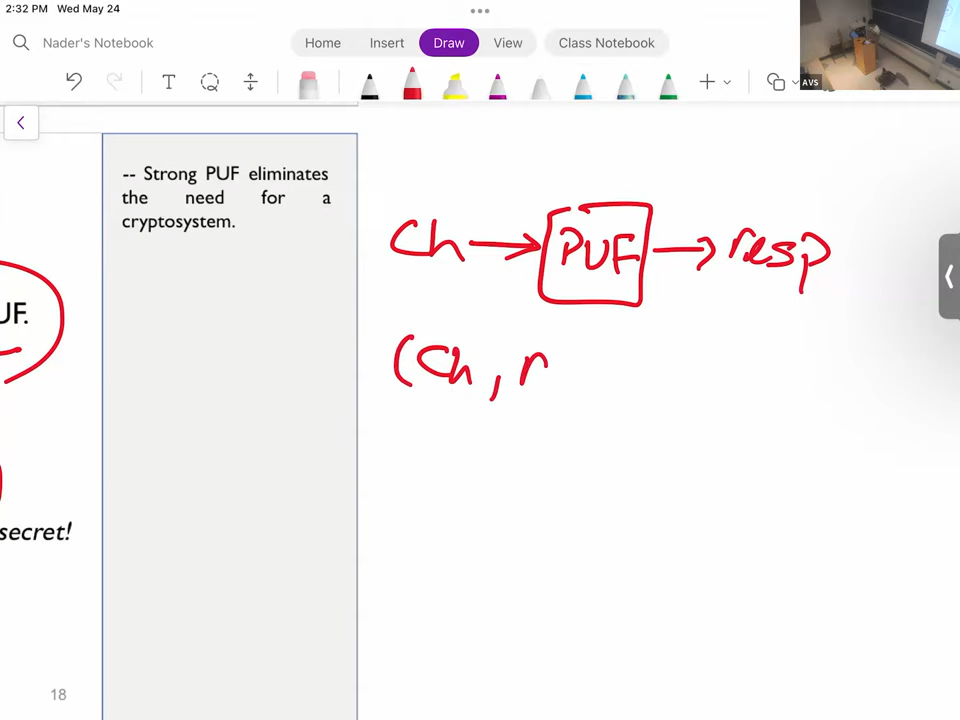 2:32 PM Wed May 24
Nader's Notebook
Home Insert Draw View Class Notebook
T
AVS
-- Strong PUF eliminates
the need for a
cryptosystem.
Ch → PUF → resp
UF.
(Ch, r
secret!
18